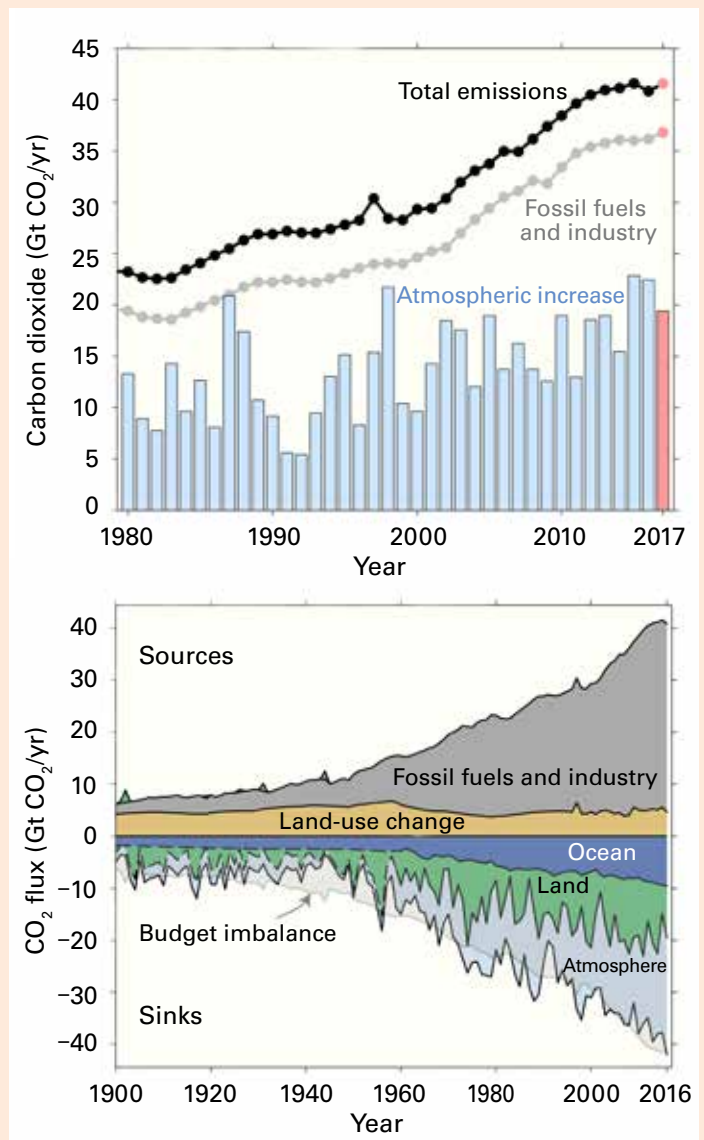 45
40
35
30
25
20
15
10
5
0
Carbon dioxide (Gt CO₂/yr)
Total emissions
Fossil fuels
and industry
Atmospheric increase
1980 1990 2000 2010 2017
Year
40
30
20
10
0
−10
−20
−30
−40
CO₂ flux (Gt CO₂/yr)
Sources
Fossil fuels and industry
Land-use change
Ocean
Land
Budget imbalance
Atmosphere
Sinks
1900 1920 1940 1960 1980 2000 2016
Year